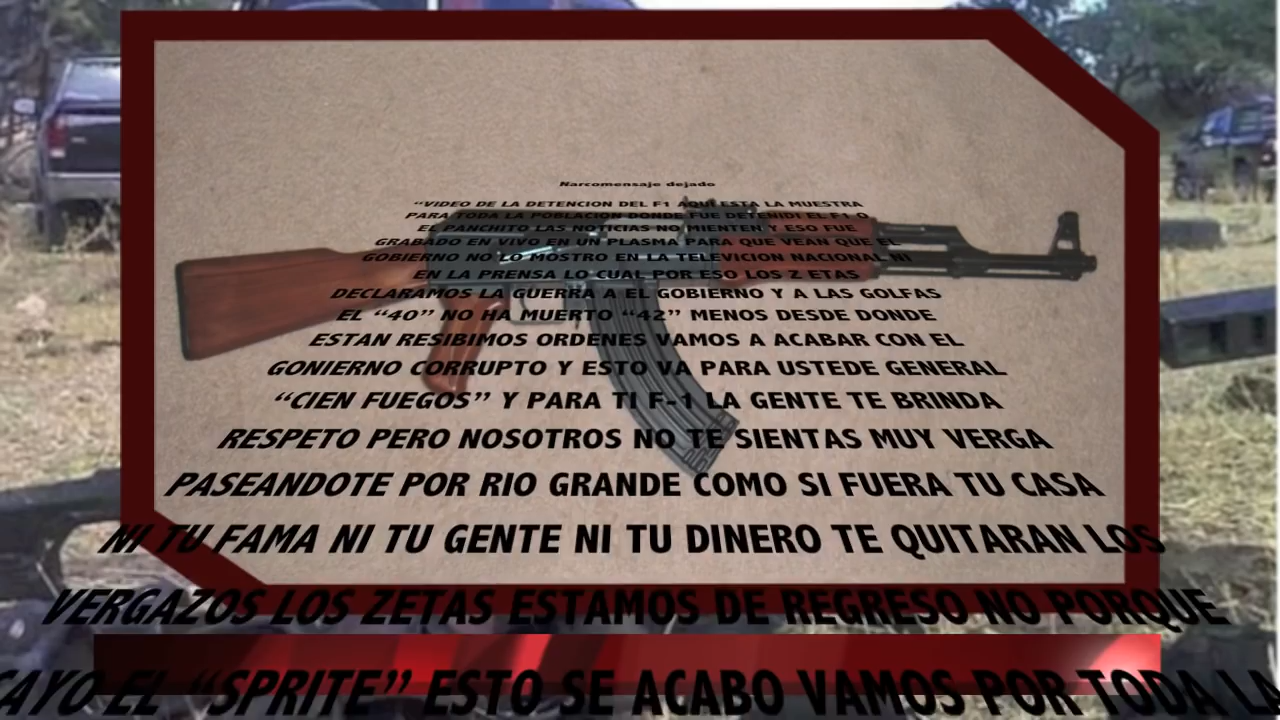 Narcomensaje dejado
“VIDEO DE LA DETENCION DEL F1 AQUI ESTA LA MUESTRA
PARA TODA LA POBLACION DONDE FUE DETENIDI EL F1 O
EL PANCHITO LAS NOTICIAS NO MIENTEN Y ESO FUE
GRABADO EN VIVO EN UN PLASMA PARA QUE VEAN QUE EL
GOBIERNO NO LO MOSTRO EN LA TELEVICION NACIONAL NI
EN LA PRENSA LO CUAL POR ESO LOS Z ETAS
DECLARAMOS LA GUERRA A EL GOBIERNO Y A LAS GOLFAS
EL “40” NO HA MUERTO “42” MENOS DESDE DONDE
ESTAN RESIBIMOS ORDENES VAMOS A ACABAR CON EL
GONIERNO CORRUPTO Y ESTO VA PARA USTEDE GENERAL
“CIEN FUEGOS” Y PARA TI F-1 LA GENTE TE BRINDA
RESPETO PERO NOSOTROS NO TE SIENTAS MUY VERGA
PASEANDOTE POR RIO GRANDE COMO SI FUERA TU CASA
NI TU FAMA NI TU GENTE NI TU DINERO TE QUITARAN LOS
VERGAZOS LOS ZETAS ESTAMOS DE REGRESO NO PORQUE
CAYO EL “SPRITE” ESTO SE ACABO VAMOS POR TODA LA